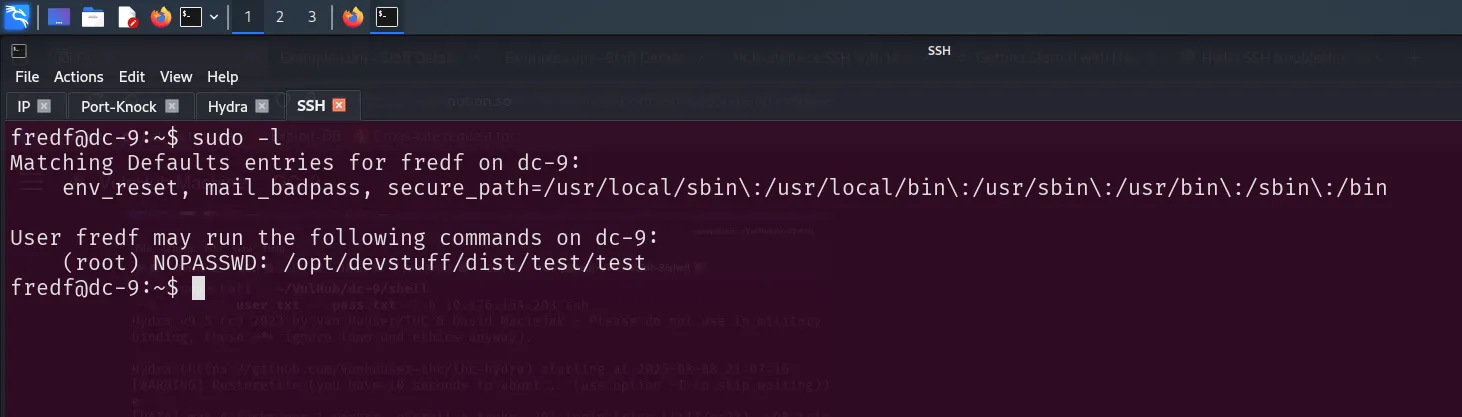 1 2 3
SSH
File Actions Edit View Help
IP Port-Knock Hydra SSH
fredf@dc-9:~$ sudo -l
Matching Defaults entries for fredf on dc-9:
    env_reset, mail_badpass, secure_path=/usr/local/sbin\:/usr/local/bin\:/usr/sbin\:/usr/bin\:/sbin\:/bin
User fredf may run the following commands on dc-9:
    (root) NOPASSWD: /opt/devstuff/dist/test/test
fredf@dc-9:~$